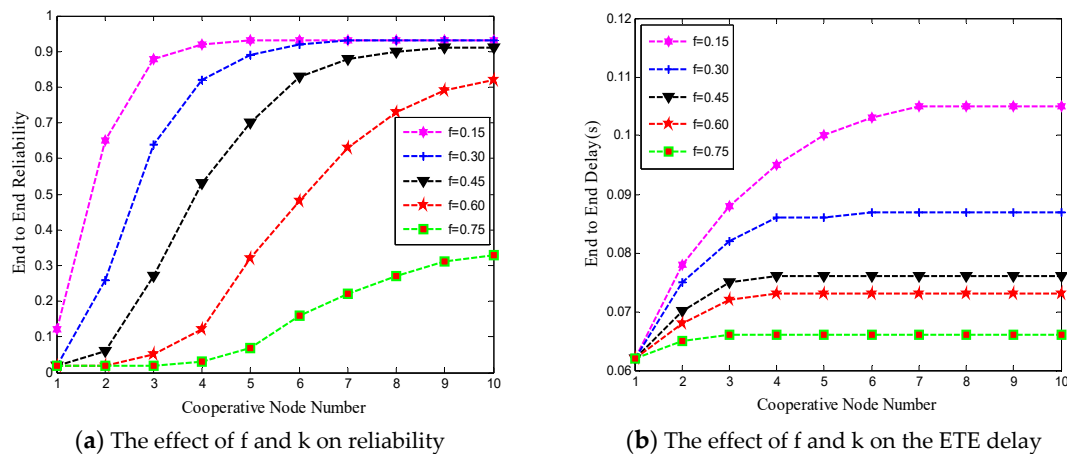 1
0.9
0.8
0.7
0.6
0.5
0.4
0.3
0.2
0.1
0
End to End Reliability
f=0.15
f=0.30
f=0.45
f=0.60
f=0.75
1 2 3 4 5 6 7 8 9 10
Cooperative Node Number
(a) The effect of f and k on reliability
0.12
0.11
0.1
0.09
0.08
0.07
0.06
End to End Delay(s)
f=0.15
f=0.30
f=0.45
f=0.60
f=0.75
1 2 3 4 5 6 7 8 9 10
Cooperative Node Number
(b) The effect of f and k on the ETE delay